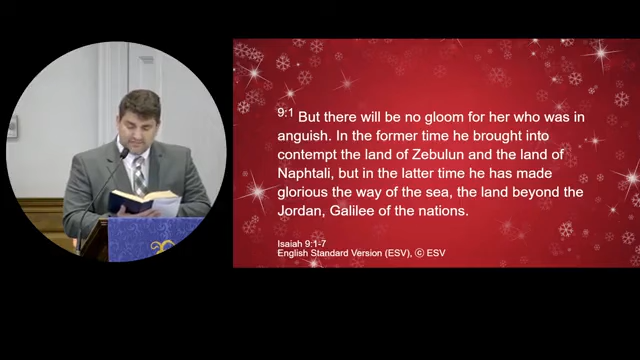 9:1 But there will be no gloom for her who was in
anguish. In the former time he brought into
contempt the land of Zebulun and the land of
Naphtali, but in the latter time he has made
glorious the way of the sea, the land beyond the
Jordan, Galilee of the nations.
Isaiah 9:1-7
English Standard Version (ESV), ⓒ ESV